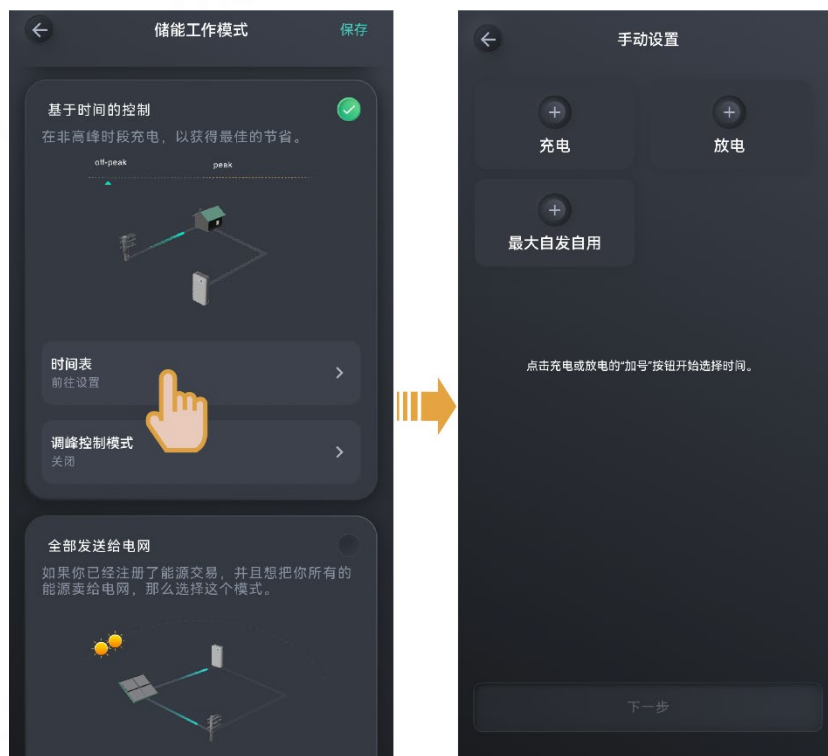 储能工作模式
保存
基于时间的控制
在非高峰时段充电，以获得最佳的节省。
off-peak
peak
时间表
前往设置
调峰控制模式
关闭
全部发送给电网
如果你已经注册了能源交易，并且想把你所有的
能源卖给电网，那么选择这个模式。
手动设置
充电
放电
最大自发自用
点击充电或放电的“加号”按钮开始选择时间。
下一步